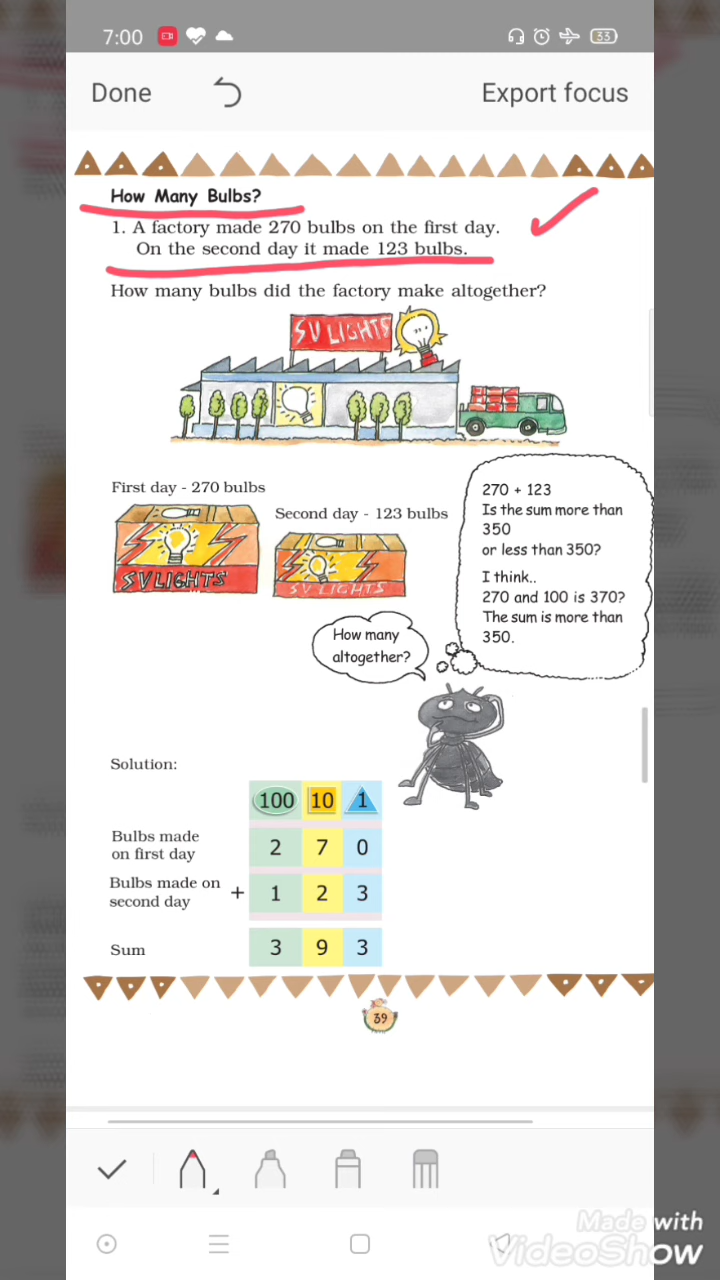 7:00
33
Done
Export focus
How Many Bulbs?
1. A factory made 270 bulbs on the first day.
On the second day it made 123 bulbs.
How many bulbs did the factory make altogether?
SV LIGHTS
First day - 270 bulbs
Second day - 123 bulbs
SV LIGHTS
SV LIGHTS
270 + 123
Is the sum more than
350
or less than 350?
I think..
270 and 100 is 370?
The sum is more than
350.
How many
altogether?
Solution:
100 10 1
Bulbs made
on first day
2 7 0
Bulbs made on
second day
+ 1 2 3
Sum 3 9 3
39
Made with
VideoShow